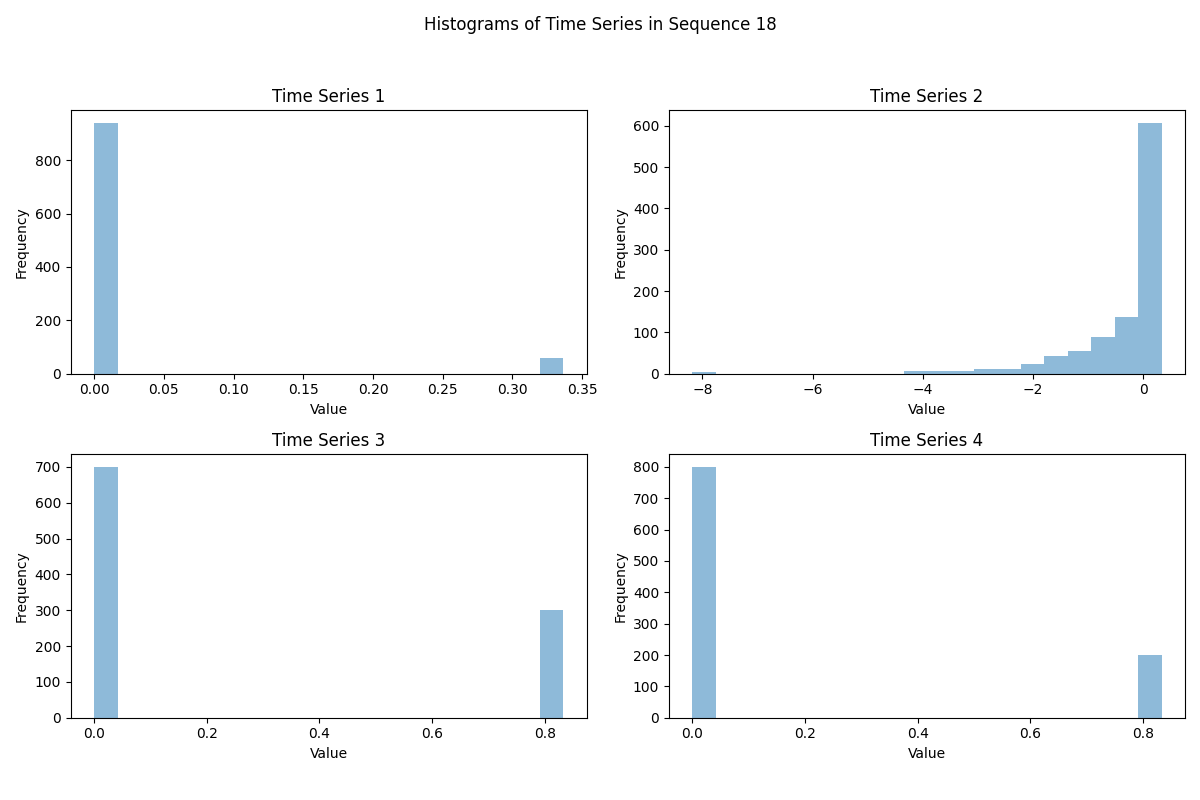 Histograms of Time Series in Sequence 18
Time Series 1
Frequency
800
600
400
200
0
0.00 0.05 0.10 0.15 0.20 0.25 0.30 0.35
Value
Time Series 2
Frequency
600
500
400
300
200
100
0
−8 −6 −4 −2 0
Value
Time Series 3
Frequency
700
600
500
400
300
200
100
0
0.0 0.2 0.4 0.6 0.8
Value
Time Series 4
Frequency
800
700
600
500
400
300
200
100
0
0.0 0.2 0.4 0.6 0.8
Value